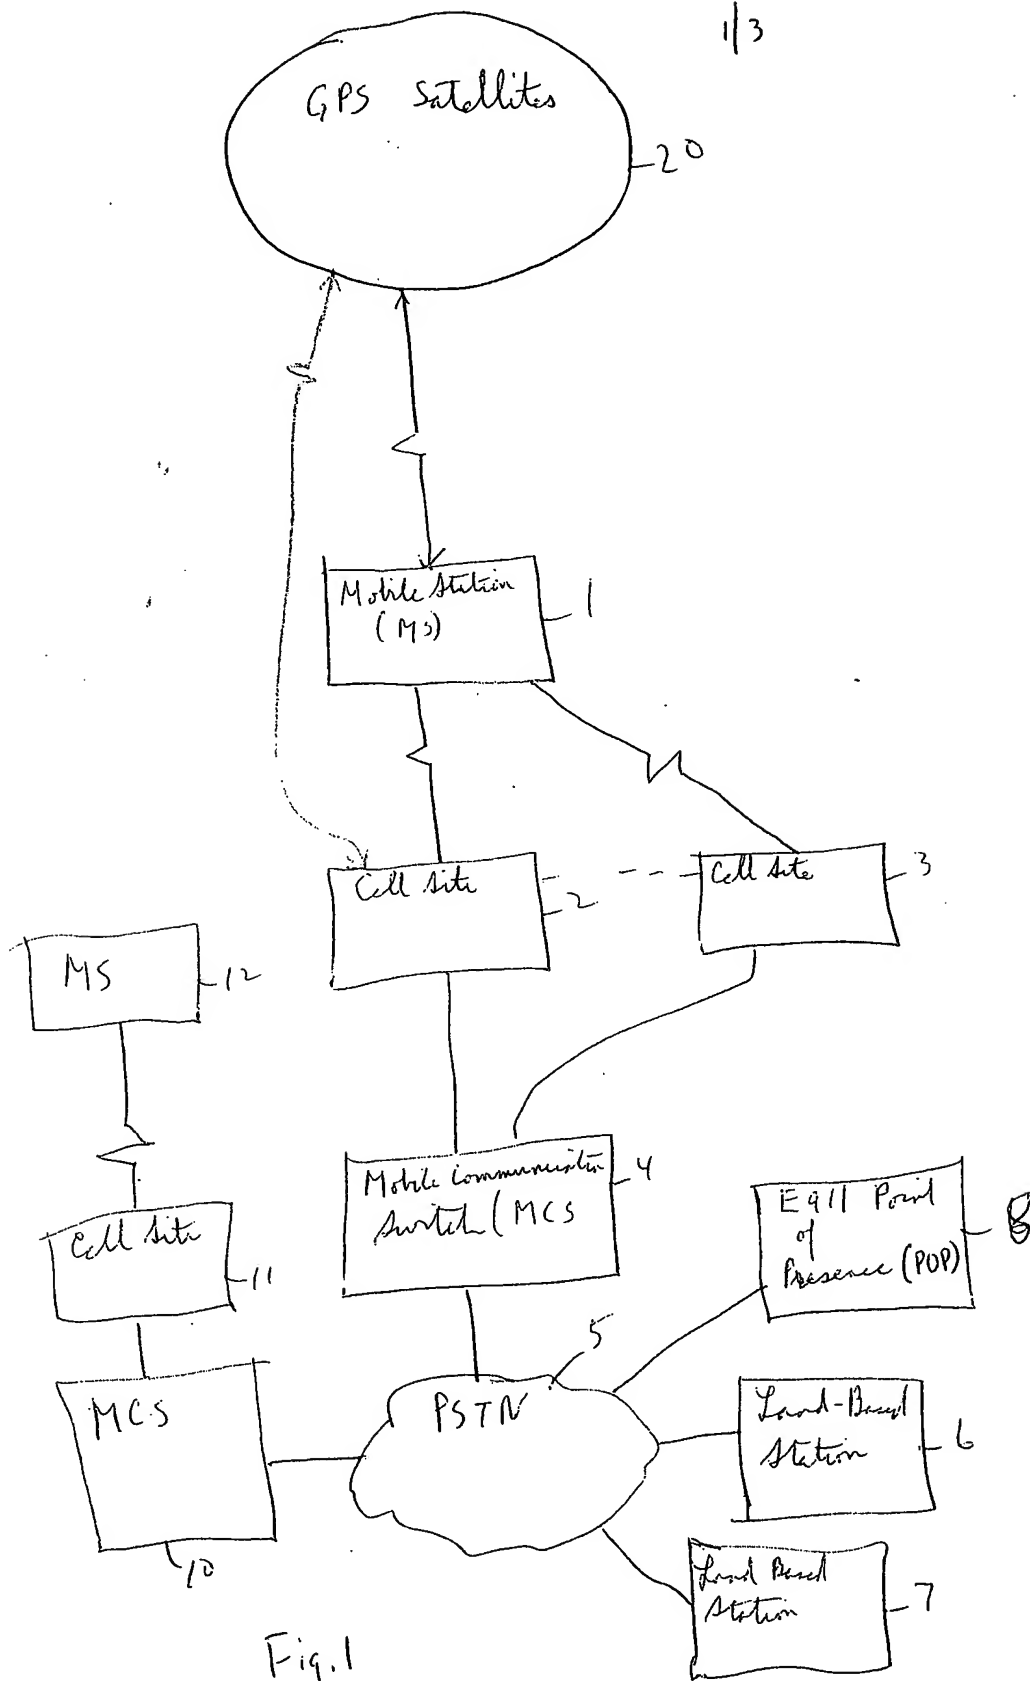 1/3
GPS Satellites
20
Mobile Station
(MS)
1
Cell Site
2
Cell Site
3
MS
12
Mobile Communication
Switch (MCS
4
E911 Point
of
Presence (POP)
8
Cell Site
11
5
PSTN
MCS
10
Land-Based
Station
6
Land Based
Station
7
Fig. 1